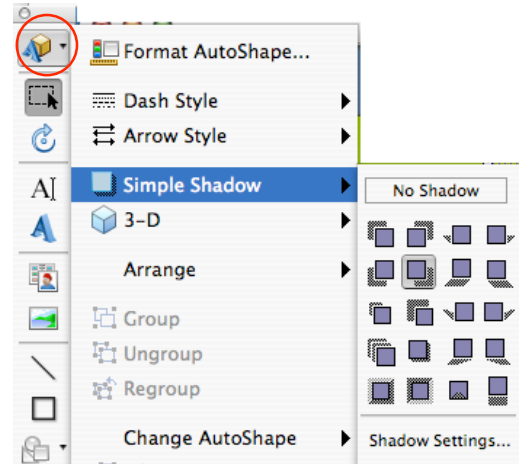 Format AutoShape...
Dash Style
Arrow Style
Simple Shadow
No Shadow
3-D
Arrange
Group
Ungroup
Regroup
Change AutoShape
Shadow Settings...